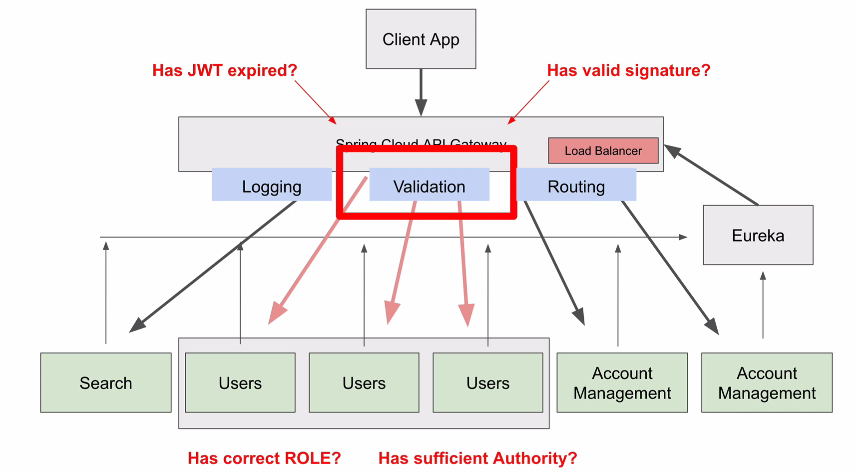 Client App
Has JWT expired?
Has valid signature?
Spring Cloud API Gateway
Load Balancer
Logging
Validation
Routing
Eureka
Search
Users
Users
Users
Account
Management
Account
Management
Has correct ROLE?
Has sufficient Authority?